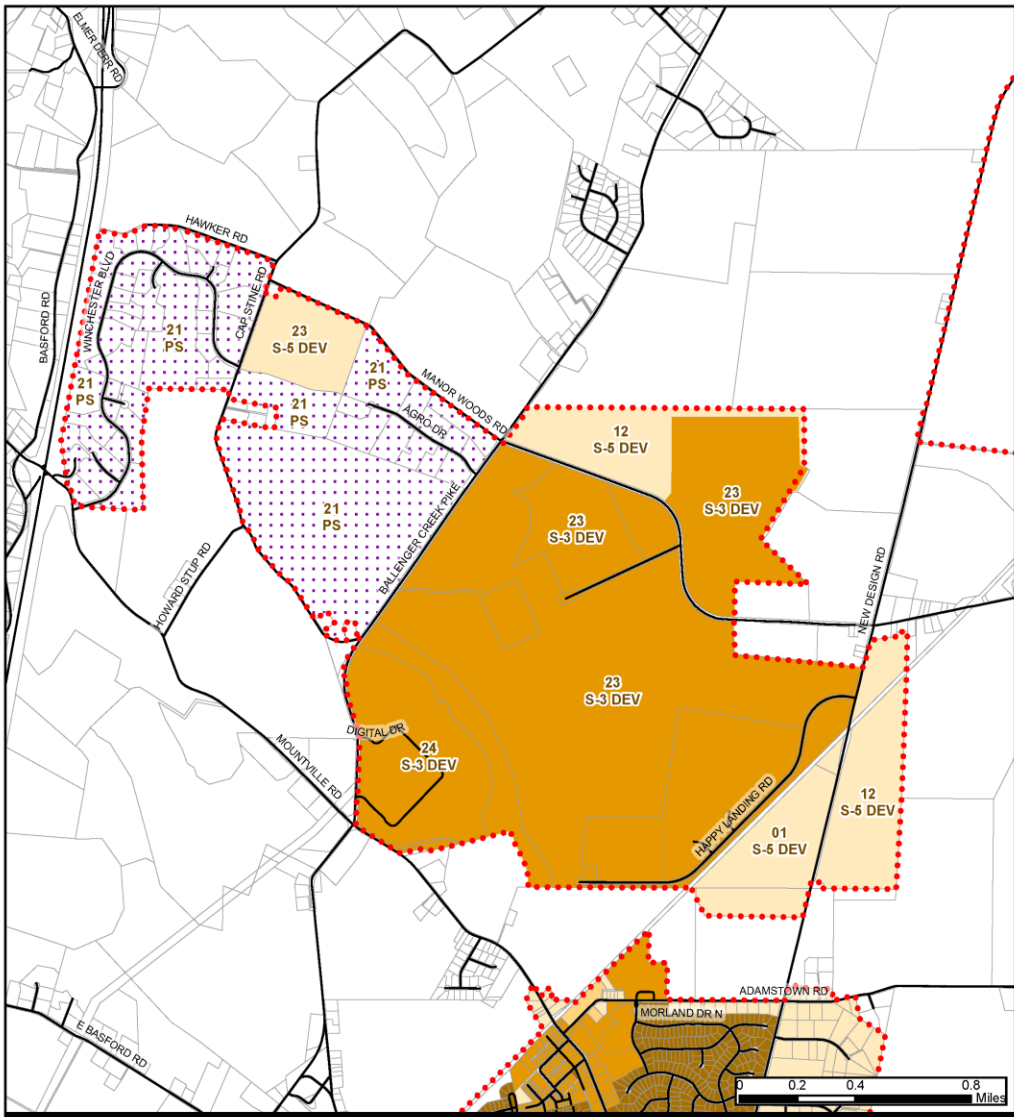 ELMER DERR RD
HAWKER RD
WINCHESTER BLVD
CAP STINE RD
BASFORD RD
21
PS
23
S-5 DEV
21
PS
21
PS
MANOR WOODS RD
21
PS
AGRO DR
12
S-5 DEV
23
S-3 DEV
21
PS
23
S-3 DEV
BALLENGER CREEK PIKE
HOWARD STUP RD
NEW DESIGN RD
23
S-3 DEV
DIGITAL DR
24
S-3 DEV
MOUNTVILLE RD
HAPPY LANDING RD
12
S-5 DEV
01
S-5 DEV
ADAMSTOWN RD
MORLAND DR N
E BASFORD RD
0 0.2 0.4 0.8
Miles